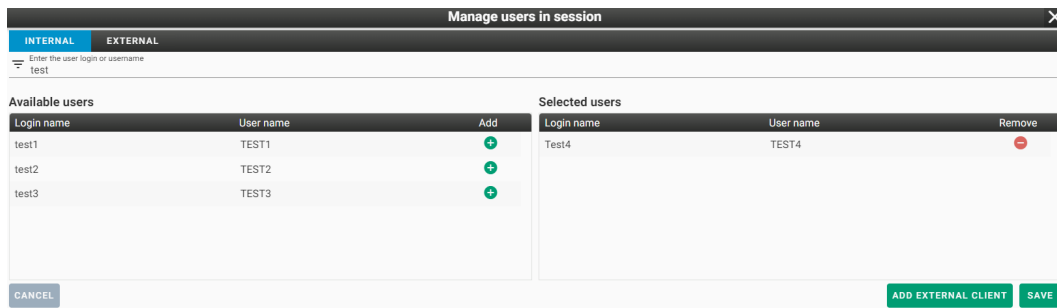 Manage users in session
INTERNAL EXTERNAL
Enter the user login or username
test
Available users
Login name User name Add
test1 TEST1
test2 TEST2
test3 TEST3
Selected users
Login name User name Remove
Test4 TEST4
CANCEL
ADD EXTERNAL CLIENT SAVE